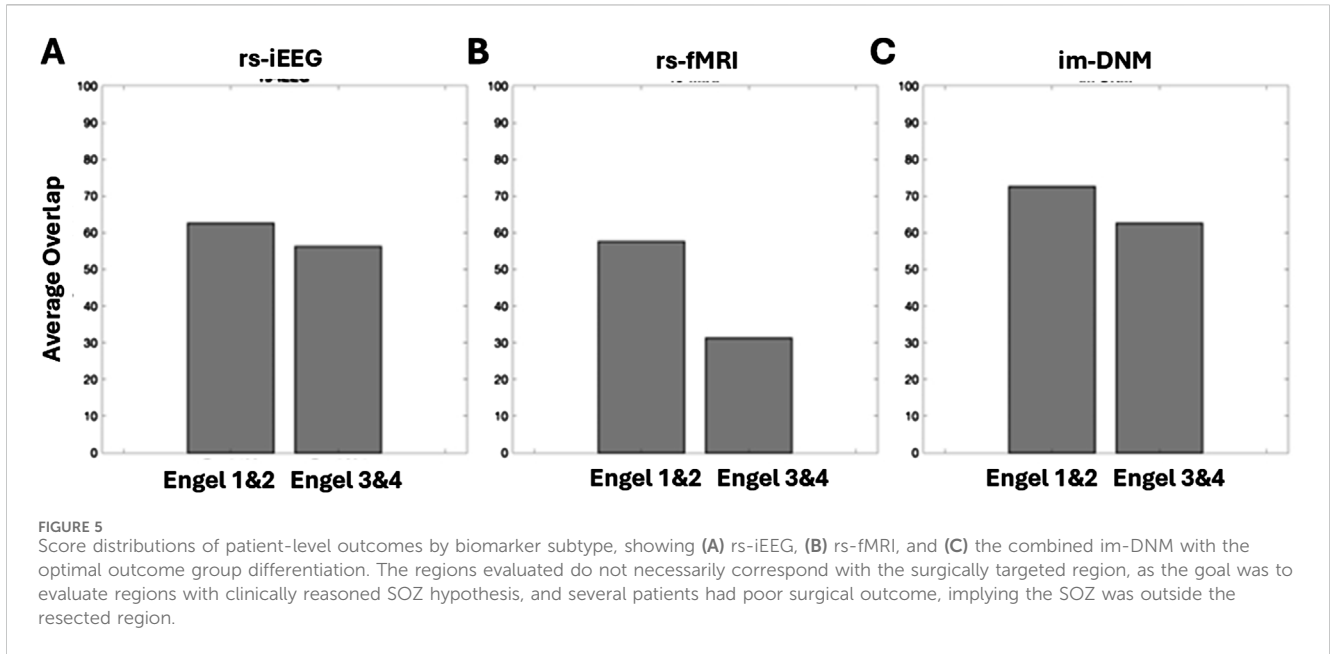 A
rs-iEEG
B
rs-fMRI
C
im-DNM
Average Overlap
100
90
80
70
60
50
40
30
20
10
0
Engel 1&2 Engel 3&4
100
90
80
70
60
50
40
30
20
10
0
Engel 1&2 Engel 3&4
100
90
80
70
60
50
40
30
20
10
0
Engel 1&2 Engel 3&4
FIGURE 5
Score distributions of patient-level outcomes by biomarker subtype, showing (A) rs-iEEG, (B) rs-fMRI, and (C) the combined im-DNM with the
optimal outcome group differentiation. The regions evaluated do not necessarily correspond with the surgically targeted region, as the goal was to
evaluate regions with clinically reasoned SOZ hypothesis, and several patients had poor surgical outcome, implying the SOZ was outside the
resected region.